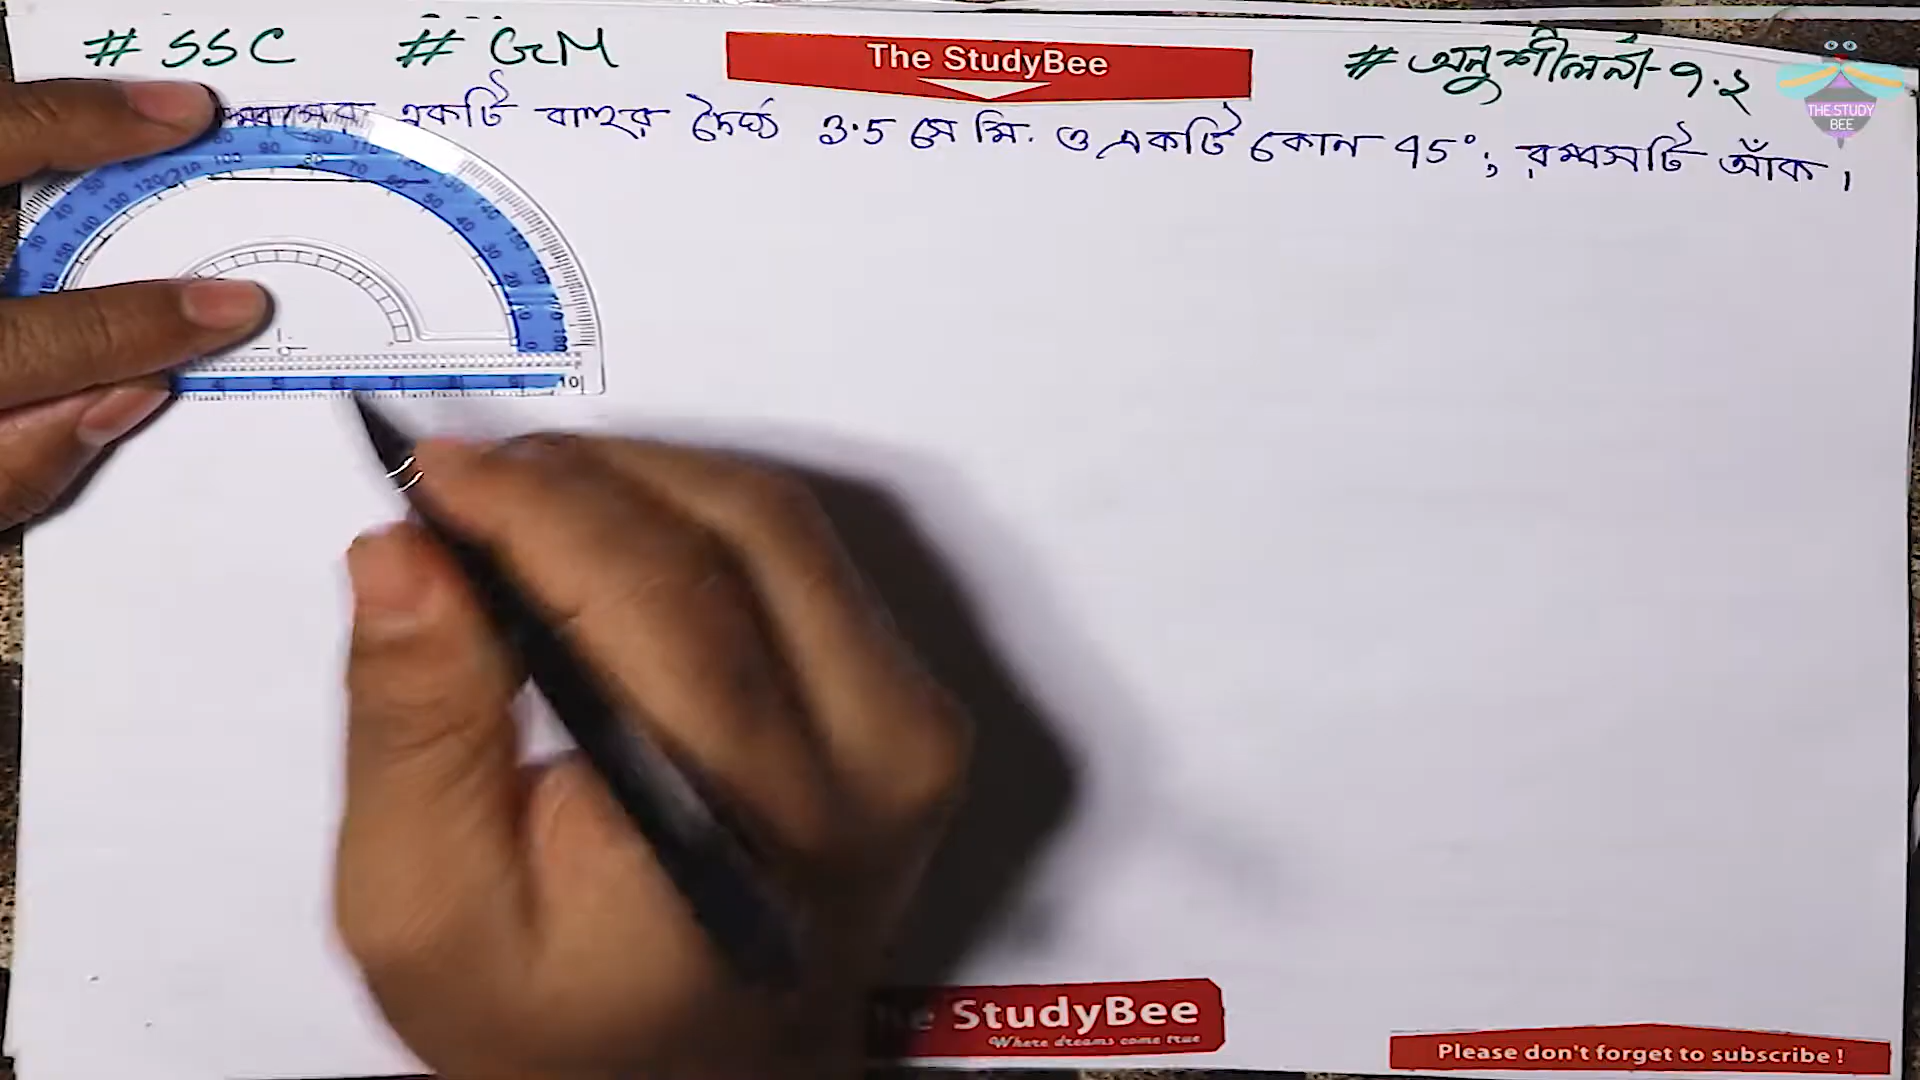 # SSC # GM The StudyBee # অনুশীলনী-৭.২
THE STUDY
BEE
একটি বাহুর দৈর্ঘ্য 3.5 সে মি. ও একটি কোন 75°; রম্বসটি আঁক।
StudyBee
Where dreams come true
Please don't forget to subscribe !